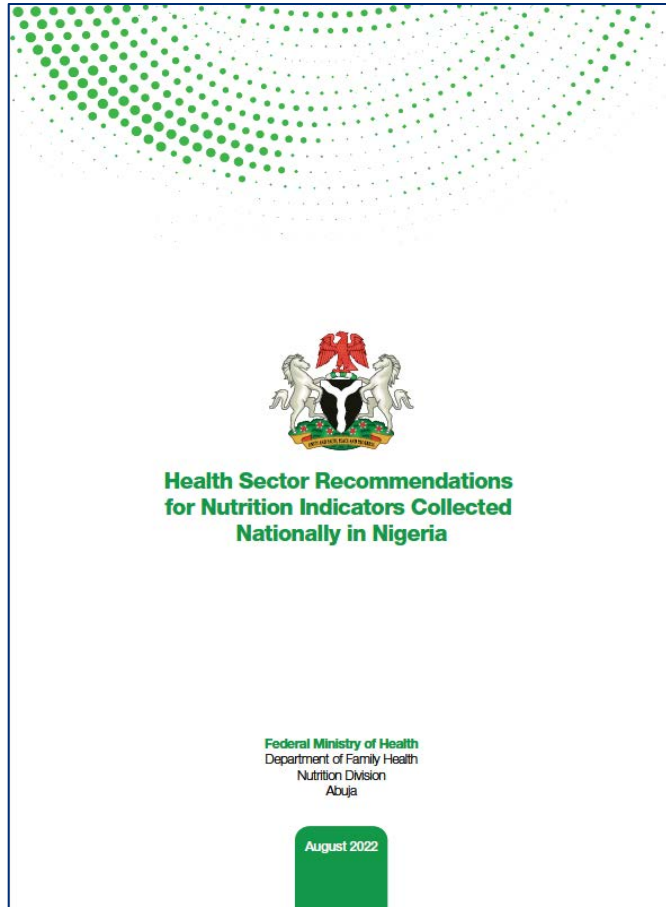 Health Sector Recommendations
for Nutrition Indicators Collected
Nationally in Nigeria
Federal Ministry of Health
Department of Family Health
Nutrition Division
Abuja
August 2022